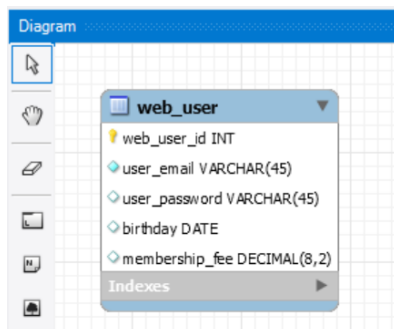 Diagram
web_user
web_user_id INT
user_email VARCHAR(45)
user_password VARCHAR(45)
birthday DATE
membership_fee DECIMAL(8,2)
Indexes